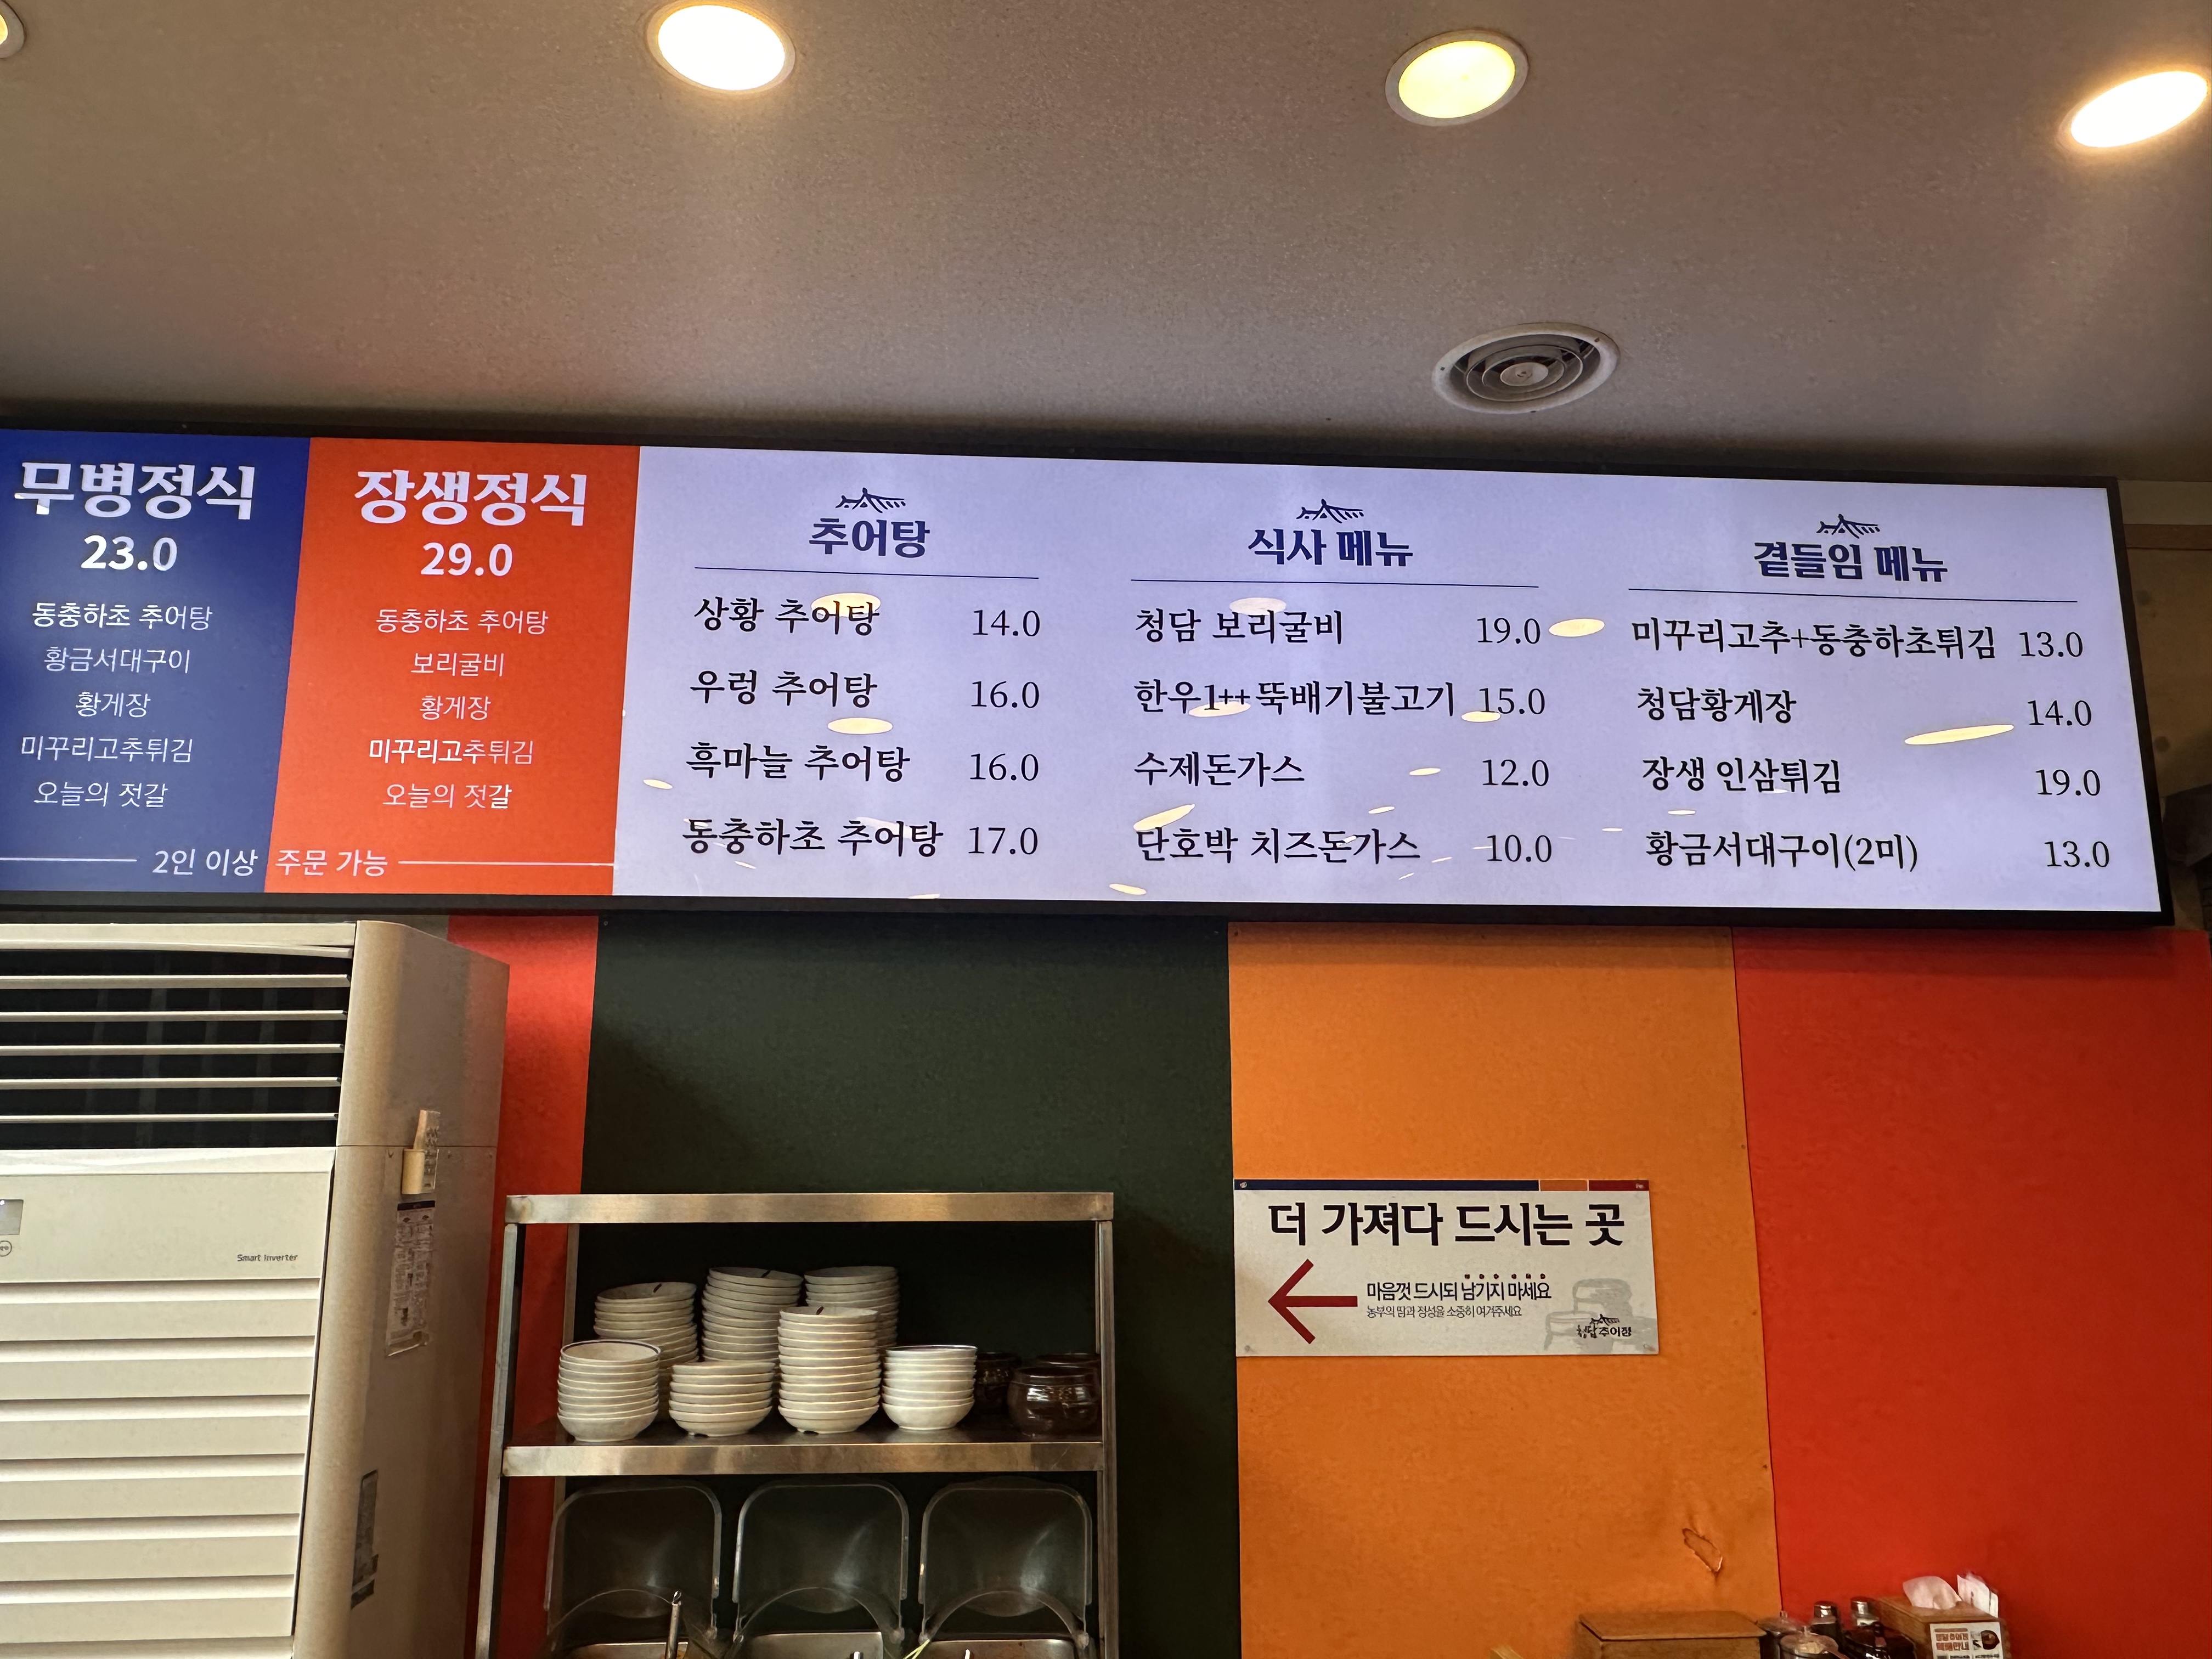 무병정식
23.0
동충하초 추어탕
황금서대구이
황게장
미꾸리고추튀김
오늘의 젓갈
장생정식
29.0
동충하초 추어탕
보리굴비
황게장
미꾸리고추튀김
오늘의 젓갈
2인 이상 주문 가능
추어탕
상황 추어탕 14.0
우렁 추어탕 16.0
흑마늘 추어탕 16.0
동충하초 추어탕 17.0
식사 메뉴
청담 보리굴비 19.0
한우1++ 뚝배기불고기 15.0
수제돈가스 12.0
단호박 치즈돈가스 10.0
곁들임 메뉴
미꾸리고추+동충하초튀김 13.0
청담황게장 14.0
장생 인삼튀김 19.0
황금서대구이(2미) 13.0
Smart Inverter
더 가져다 드시는 곳
마음껏 드시되 남기지 마세요
농부의 땀과 정성을 소중히 여겨주세요
청담추어정